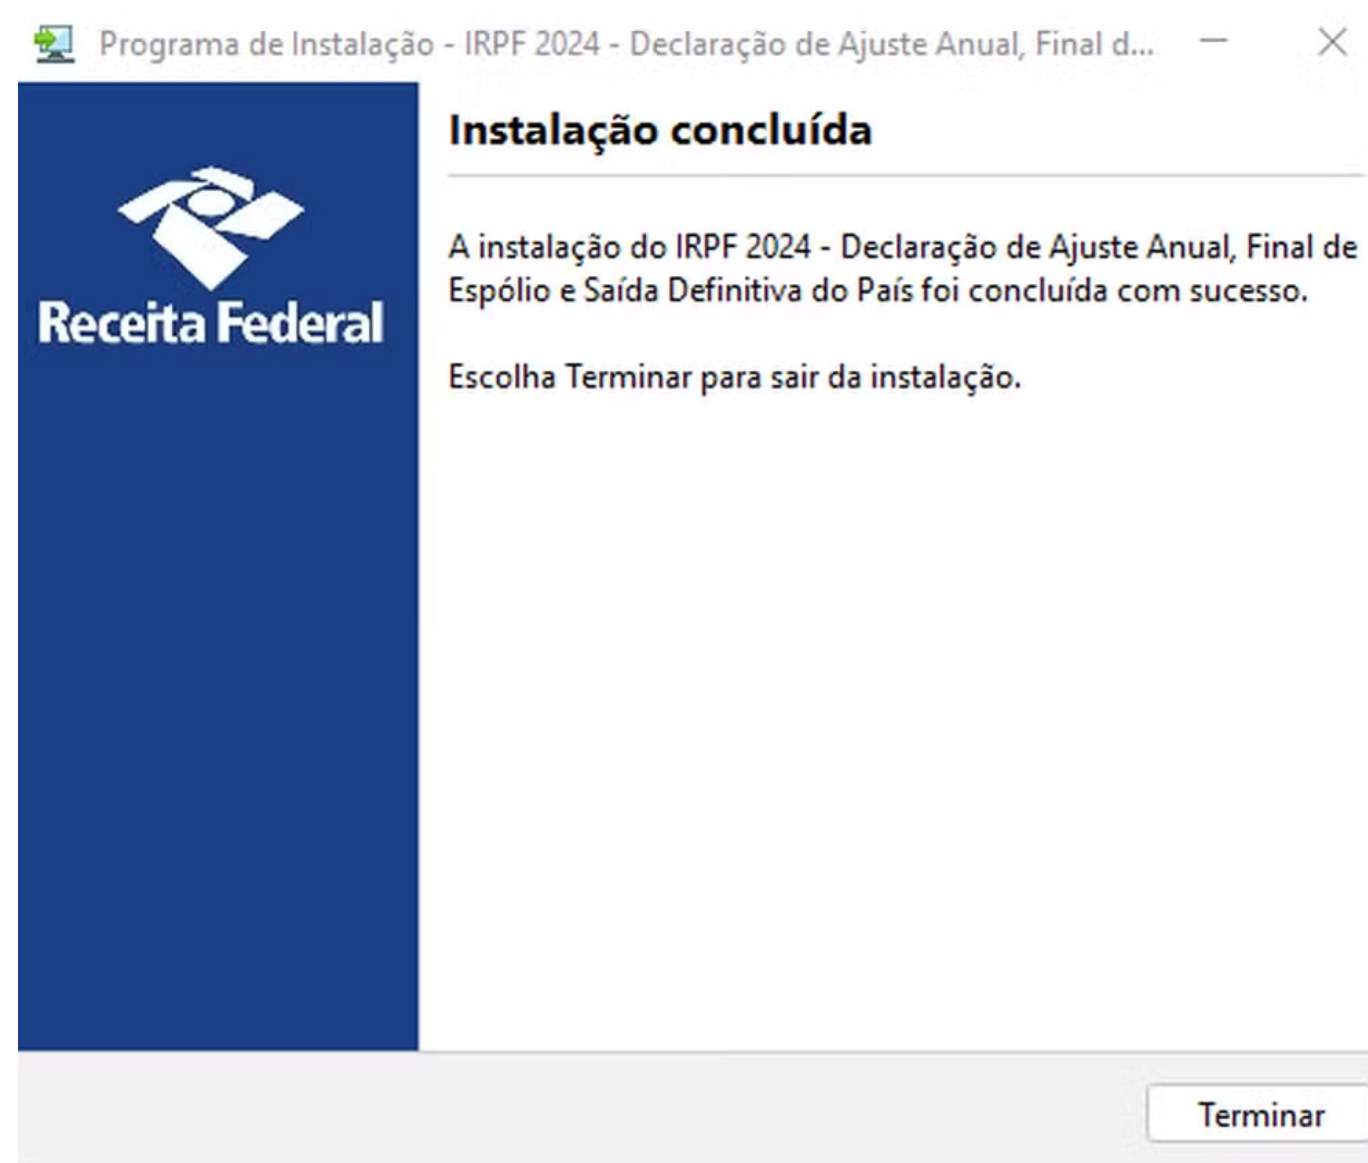 Programa de Instalação - IRPF 2024 - Declaração de Ajuste Anual, Final d...
Receita Federal
Instalação concluída
A instalação do IRPF 2024 - Declaração de Ajuste Anual, Final de
Espólio e Saída Definitiva do País foi concluída com sucesso.
Escolha Terminar para sair da instalação.
Terminar